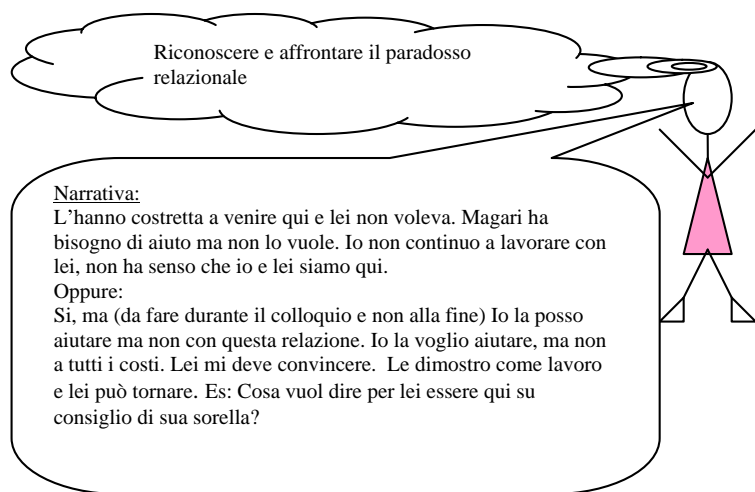 Riconoscere e affrontare il paradosso
relazionale
Narrativa:
L'hanno costretta a venire qui e lei non voleva. Magari ha
bisogno di aiuto ma non lo vuole. Io non continuo a lavorare con
lei, non ha senso che io e lei siamo qui.
Oppure:
Si, ma (da fare durante il colloquio e non alla fine) Io la posso
aiutare ma non con questa relazione. Io la voglio aiutare, ma non
a tutti i costi. Lei mi deve convincere.  Le dimostro come lavoro
e lei può tornare. Es: Cosa vuol dire per lei essere qui su
consiglio di sua sorella?